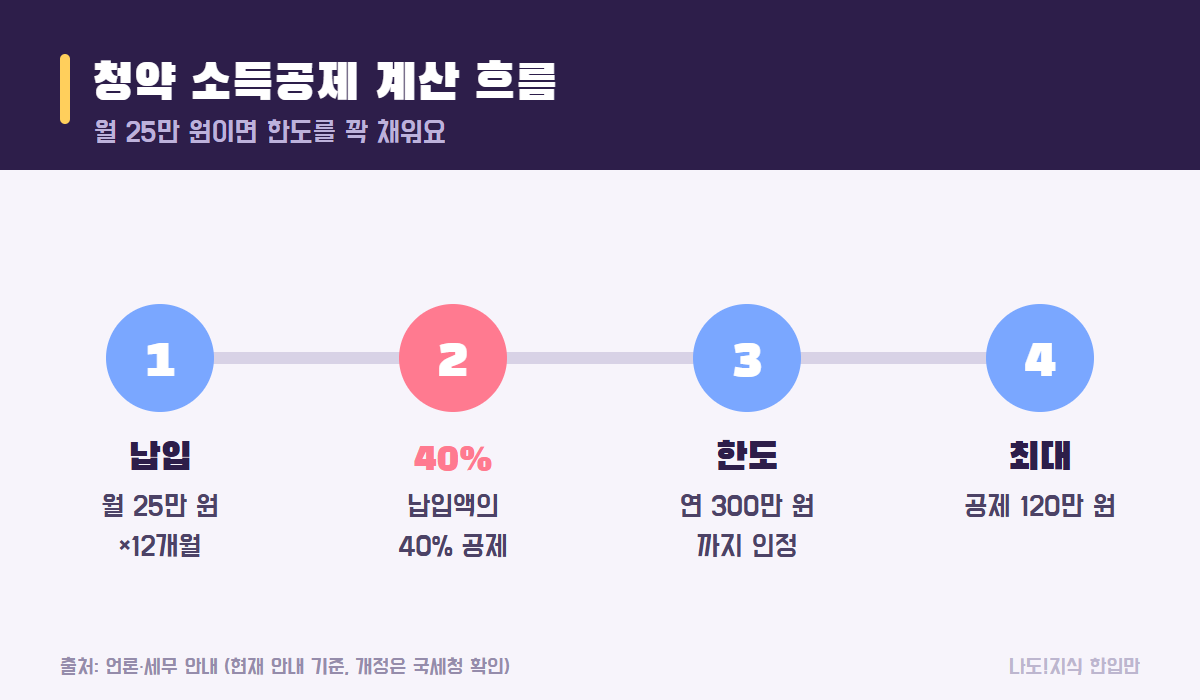 청약 소득공제 계산 흐름
월 25만 원이면 한도를 꽉 채워요
1
2
3
4
납입
월 25만 원
×12개월
40%
납입액의
40% 공제
한도
연 300만 원
까지 인정
최대
공제 120만 원
출처: 언론·세무 안내 (현재 안내 기준, 개정은 국세청 확인)
나도!지식 한입만